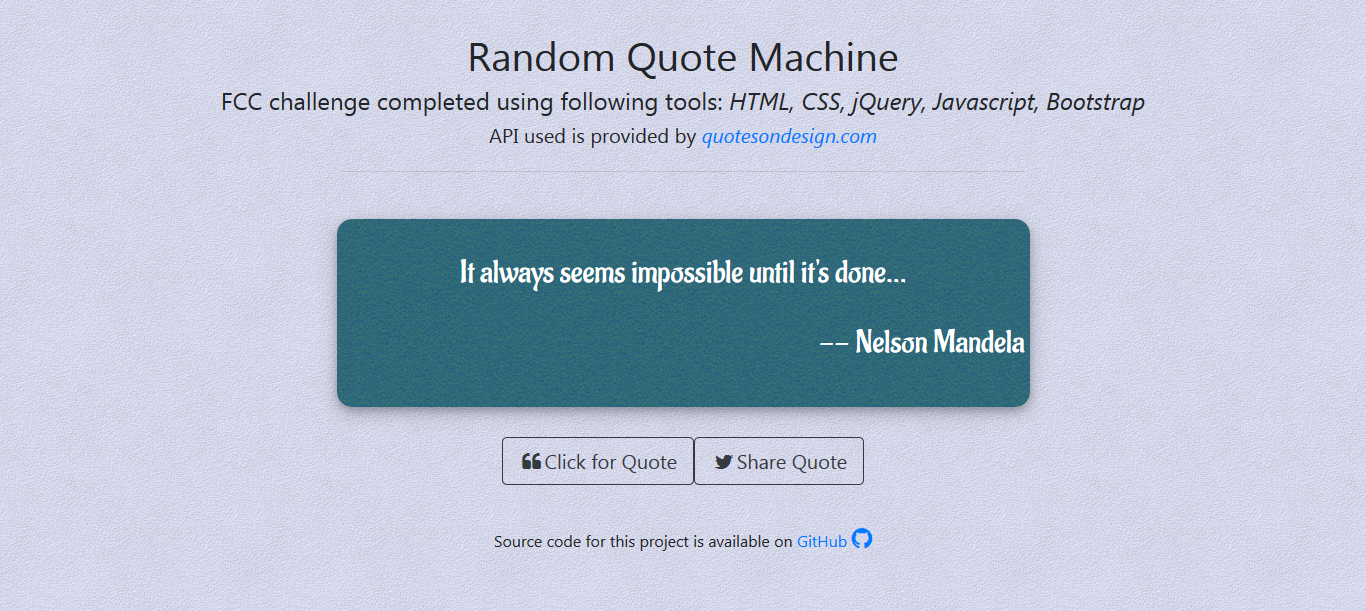 Random Quote Machine
FCC challenge completed using following tools: HTML, CSS, jQuery, Javascript, Bootstrap
API used is provided by quotesondesign.com
It always seems impossible until it's done...
-- Nelson Mandela
Click for Quote Share Quote
Source code for this project is available on GitHub